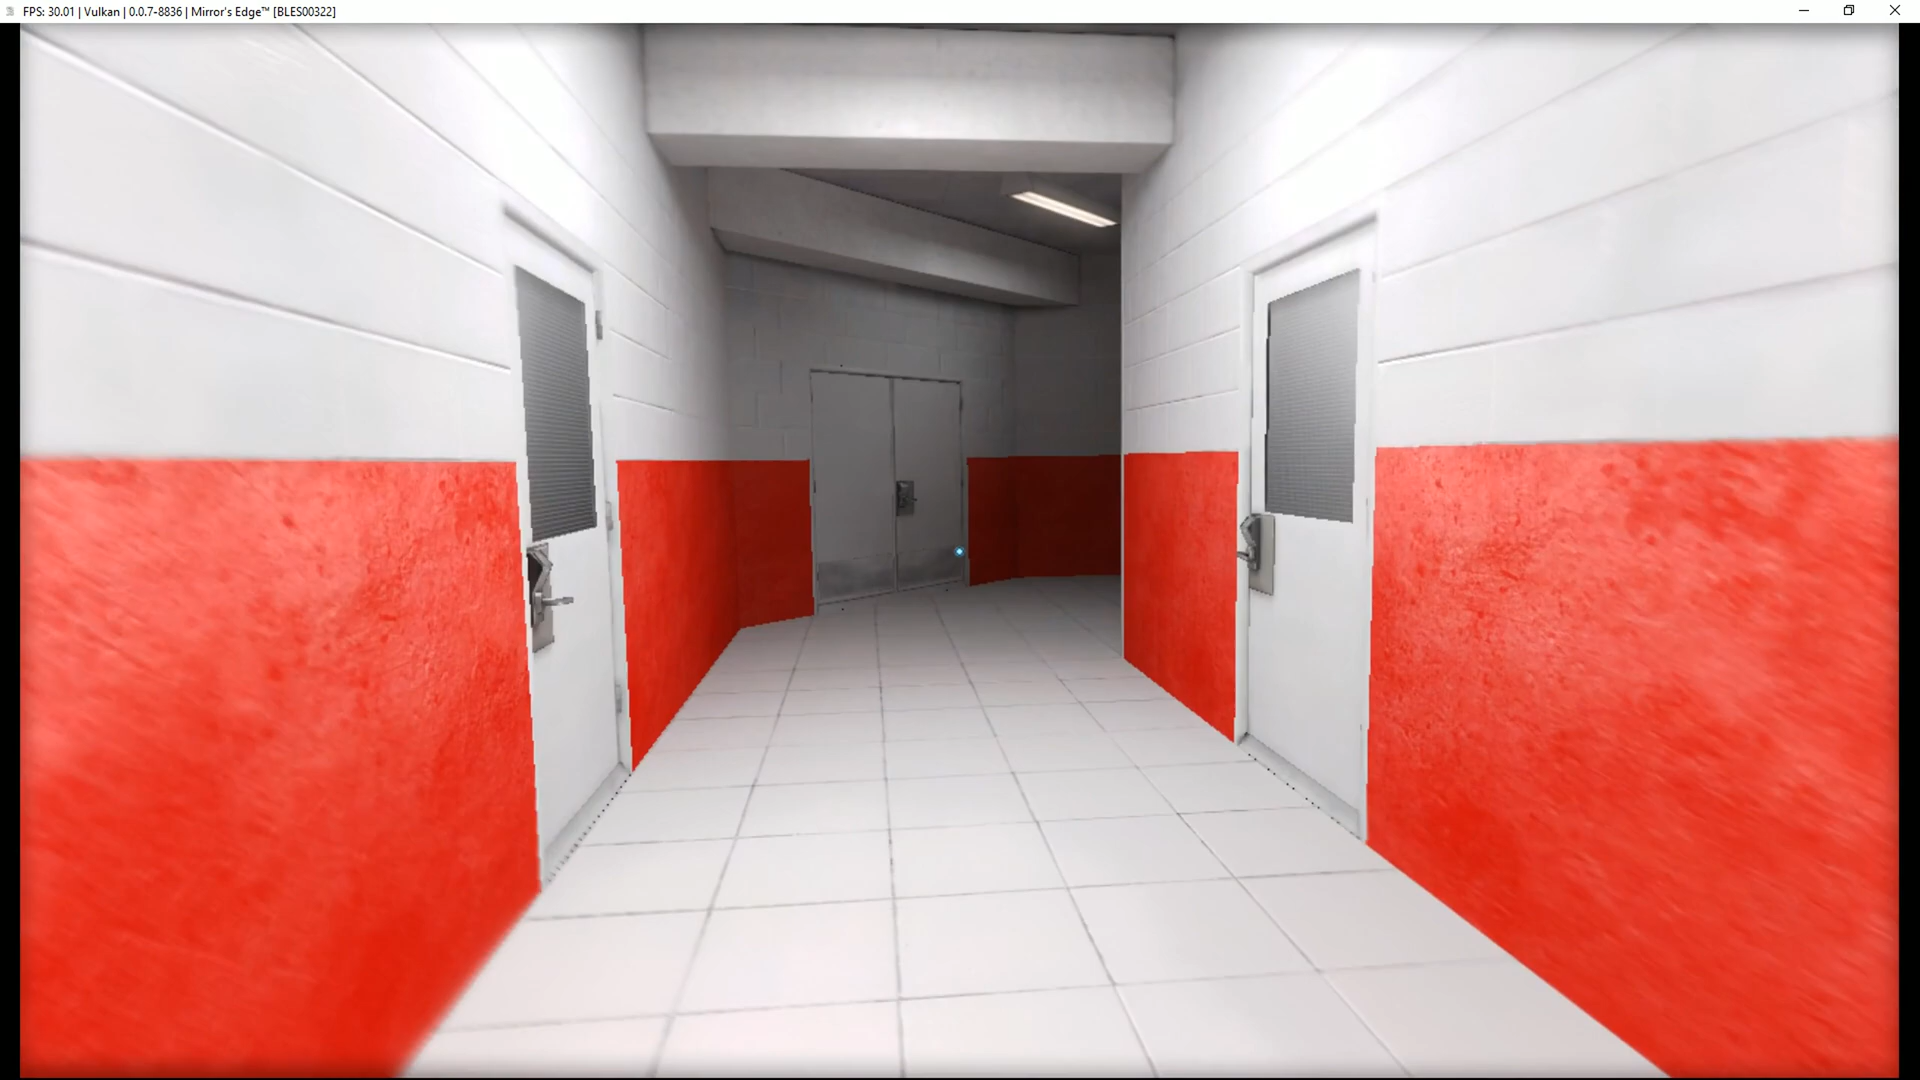 FPS: 30.01 | Vulkan | 0.0.7-8836 | Mirror's Edge™ [BLES00322]